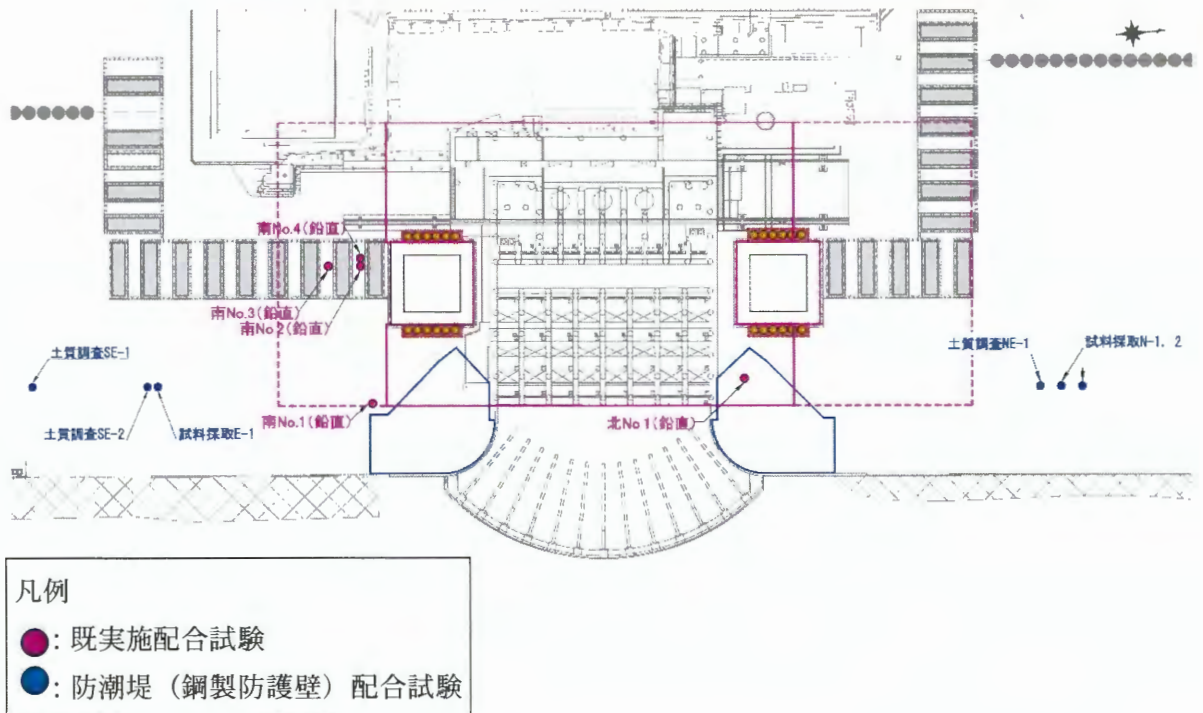 南No.4(鉛直)
南No.3(鉛直)
南No.2(鉛直)
土質調査SE-1
土質調査NE-1
試料採取N-1. 2
土質調査SE-2
試料採取E-1
南No.1(鉛直)
北No 1(鉛直)
凡例
: 既実施配合試験
: 防潮堤（鋼製防護壁）配合試験